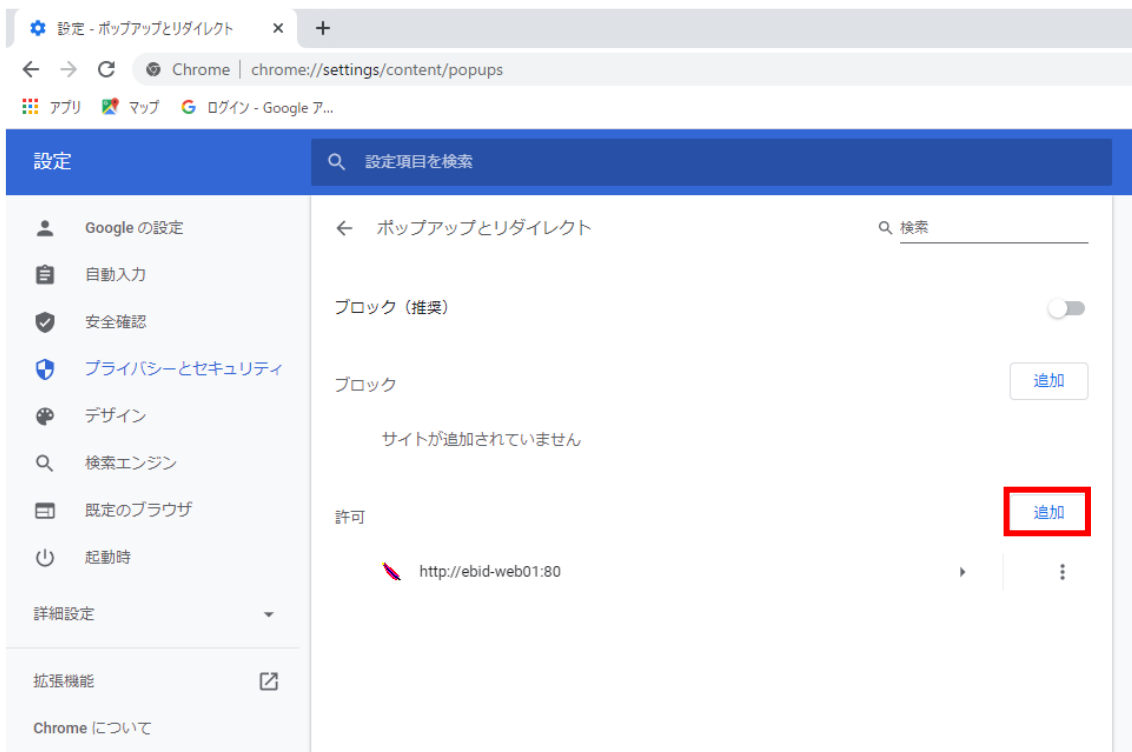 設定 - ポップアップとリダイレクト
Chrome | chrome://settings/content/popups
アプリ マップ ログイン - Google ア...
設定
設定項目を検索
Google の設定
自動入力
安全確認
プライバシーとセキュリティ
デザイン
検索エンジン
既定のブラウザ
起動時
詳細設定
拡張機能
Chrome について
ポップアップとリダイレクト
検索
ブロック（推奨）
ブロック
追加
サイトが追加されていません
許可
追加
http://ebid-web01:80